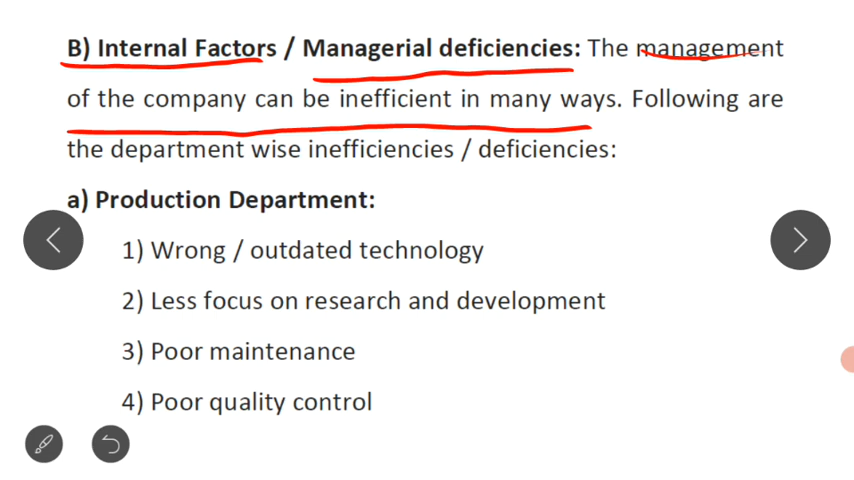 B) Internal Factors / Managerial deficiencies: The management
of the company can be inefficient in many ways. Following are
the department wise inefficiencies / deficiencies:
a) Production Department:
1) Wrong / outdated technology
2) Less focus on research and development
3) Poor maintenance
4) Poor quality control